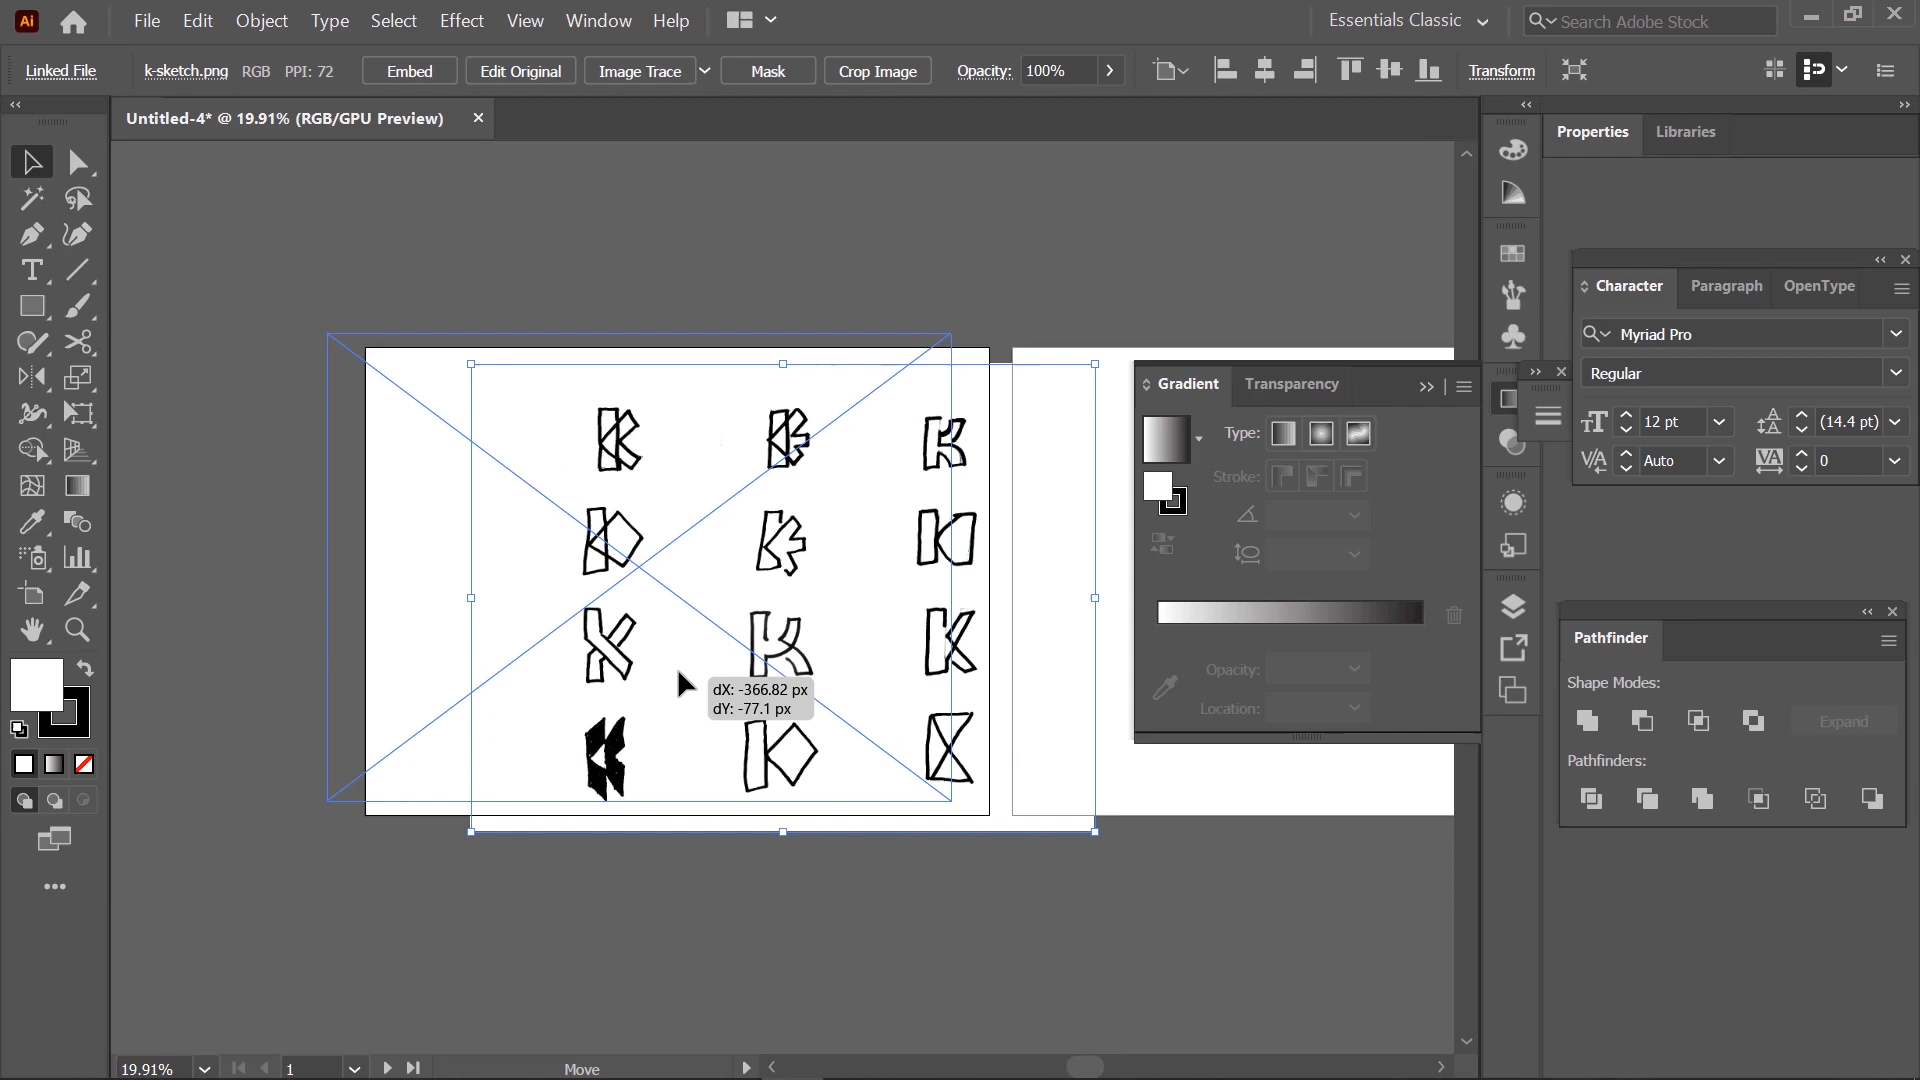 Ai File Edit Object Type Select Effect View Window Help Essentials Classic Search Adobe Stock
Linked File k-sketch.png RGB PPI: 72 Embed Edit Original Image Trace Mask Crop Image Opacity: 100% Transform
Untitled-4* @ 19.91% (RGB/GPU Preview)
Properties Libraries
Character Paragraph OpenType
Myriad Pro
Regular
12 pt (14.4 pt)
Auto 0
Gradient Transparency
Type:
Stroke:
Opacity:
Location:
Pathfinder
Shape Modes:
Expand
Pathfinders:
K K K
K K K
K K K
K K K
dX: -366.82 px
dY: -77.1 px
19.91% 1 Move